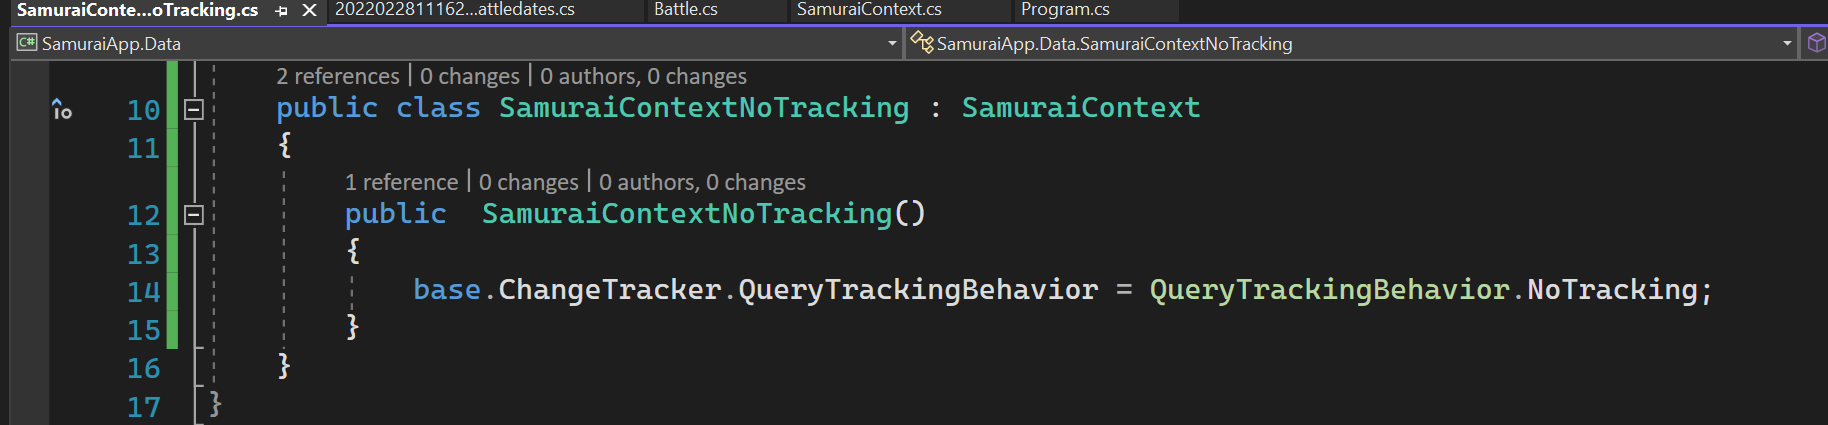 SamuraiConte...oTracking.cs 2022022811162...attledates.cs Battle.cs SamuraiContext.cs Program.cs
C# SamuraiApp.Data SamuraiApp.Data.SamuraiContextNoTracking
2 references | 0 changes | 0 authors, 0 changes
10 public class SamuraiContextNoTracking : SamuraiContext
11 {
1 reference | 0 changes | 0 authors, 0 changes
12 public  SamuraiContextNoTracking()
13 {
14 base.ChangeTracker.QueryTrackingBehavior = QueryTrackingBehavior.NoTracking;
15 }
16 }
17 }